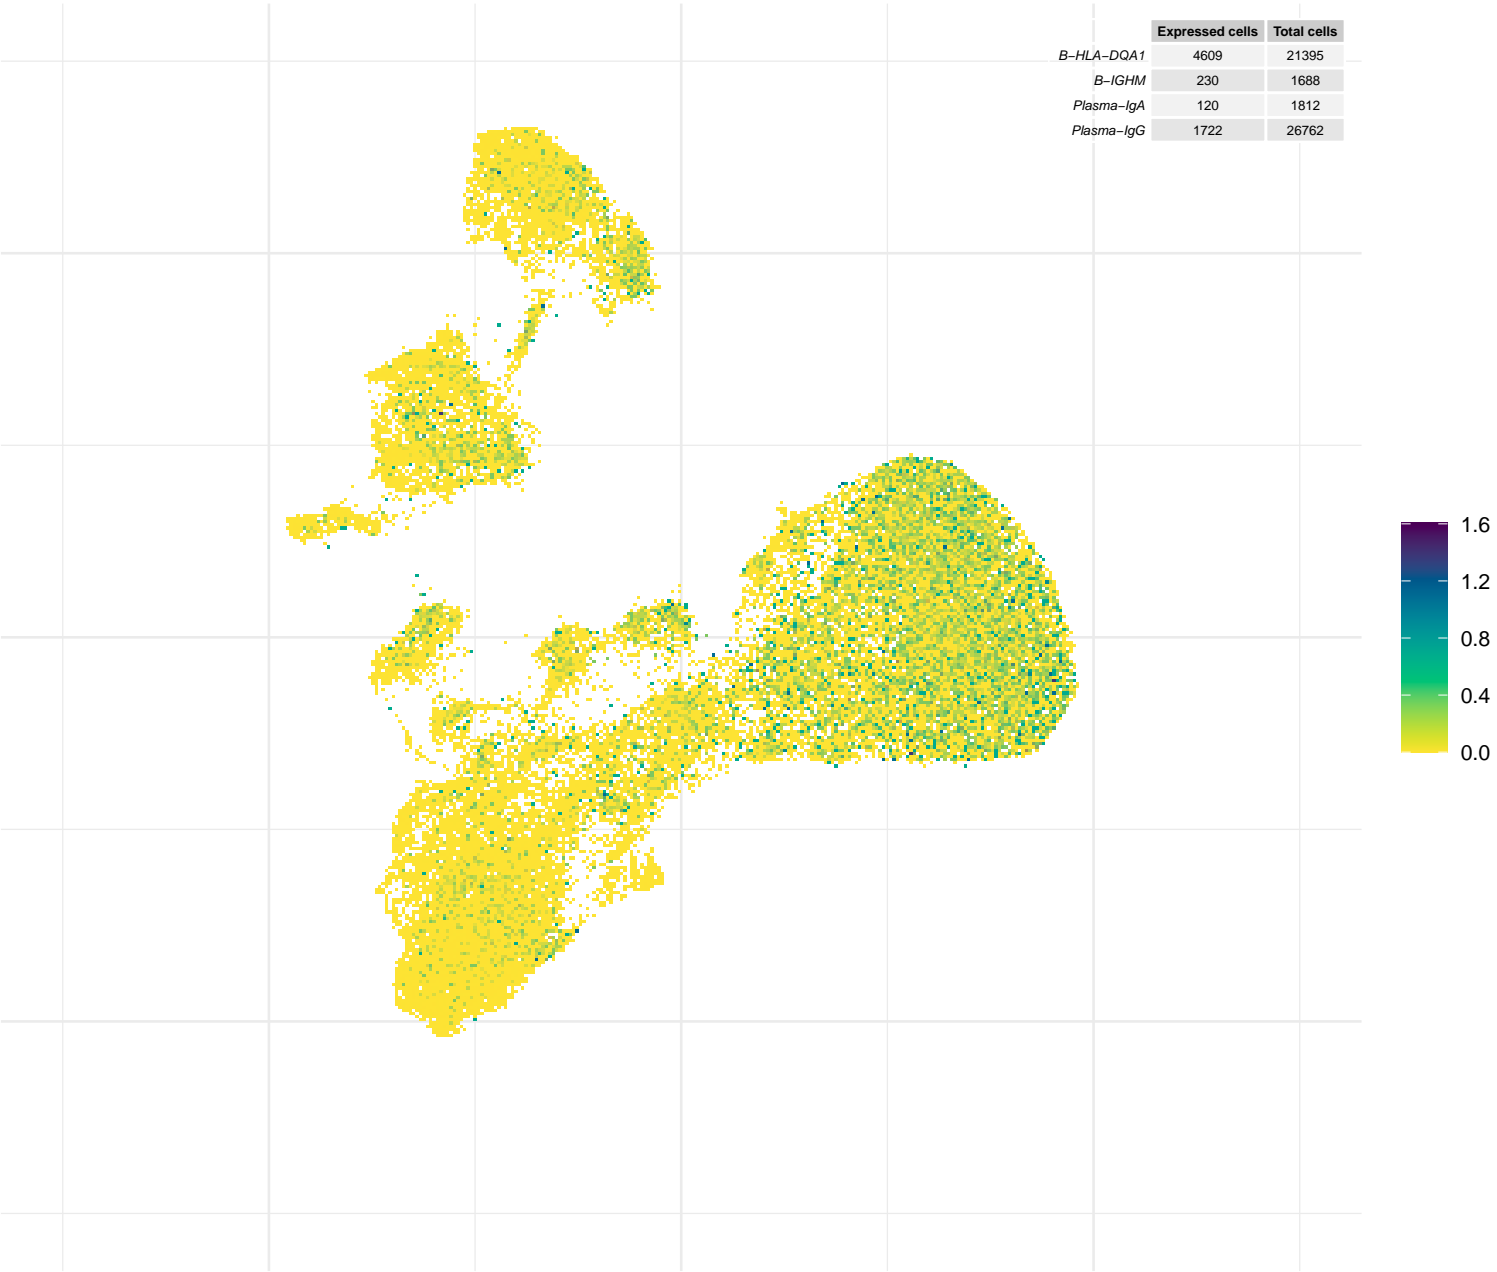 Expressed cells Total cells
B−HLA−DQA1 4609 21395
B−IGHM 230 1688
Plasma−IgA 120 1812
Plasma−IgG 1722 26762
1.6
1.2
0.8
0.4
0.0